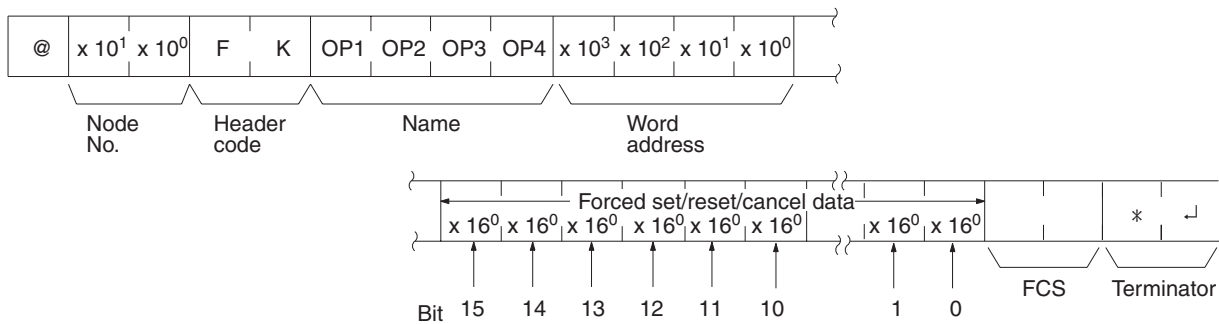 @ x 10¹ x 10⁰ F K OP1 OP2 OP3 OP4 x 10³ x 10² x 10¹ x 10⁰
Node No.
Header code
Name
Word address
Forced set/reset/cancel data
x 16⁰ x 16⁰ x 16⁰ x 16⁰ x 16⁰ x 16⁰ x 16⁰ x 16⁰ * ↵
Bit 15 14 13 12 11 10 1 0
FCS
Terminator